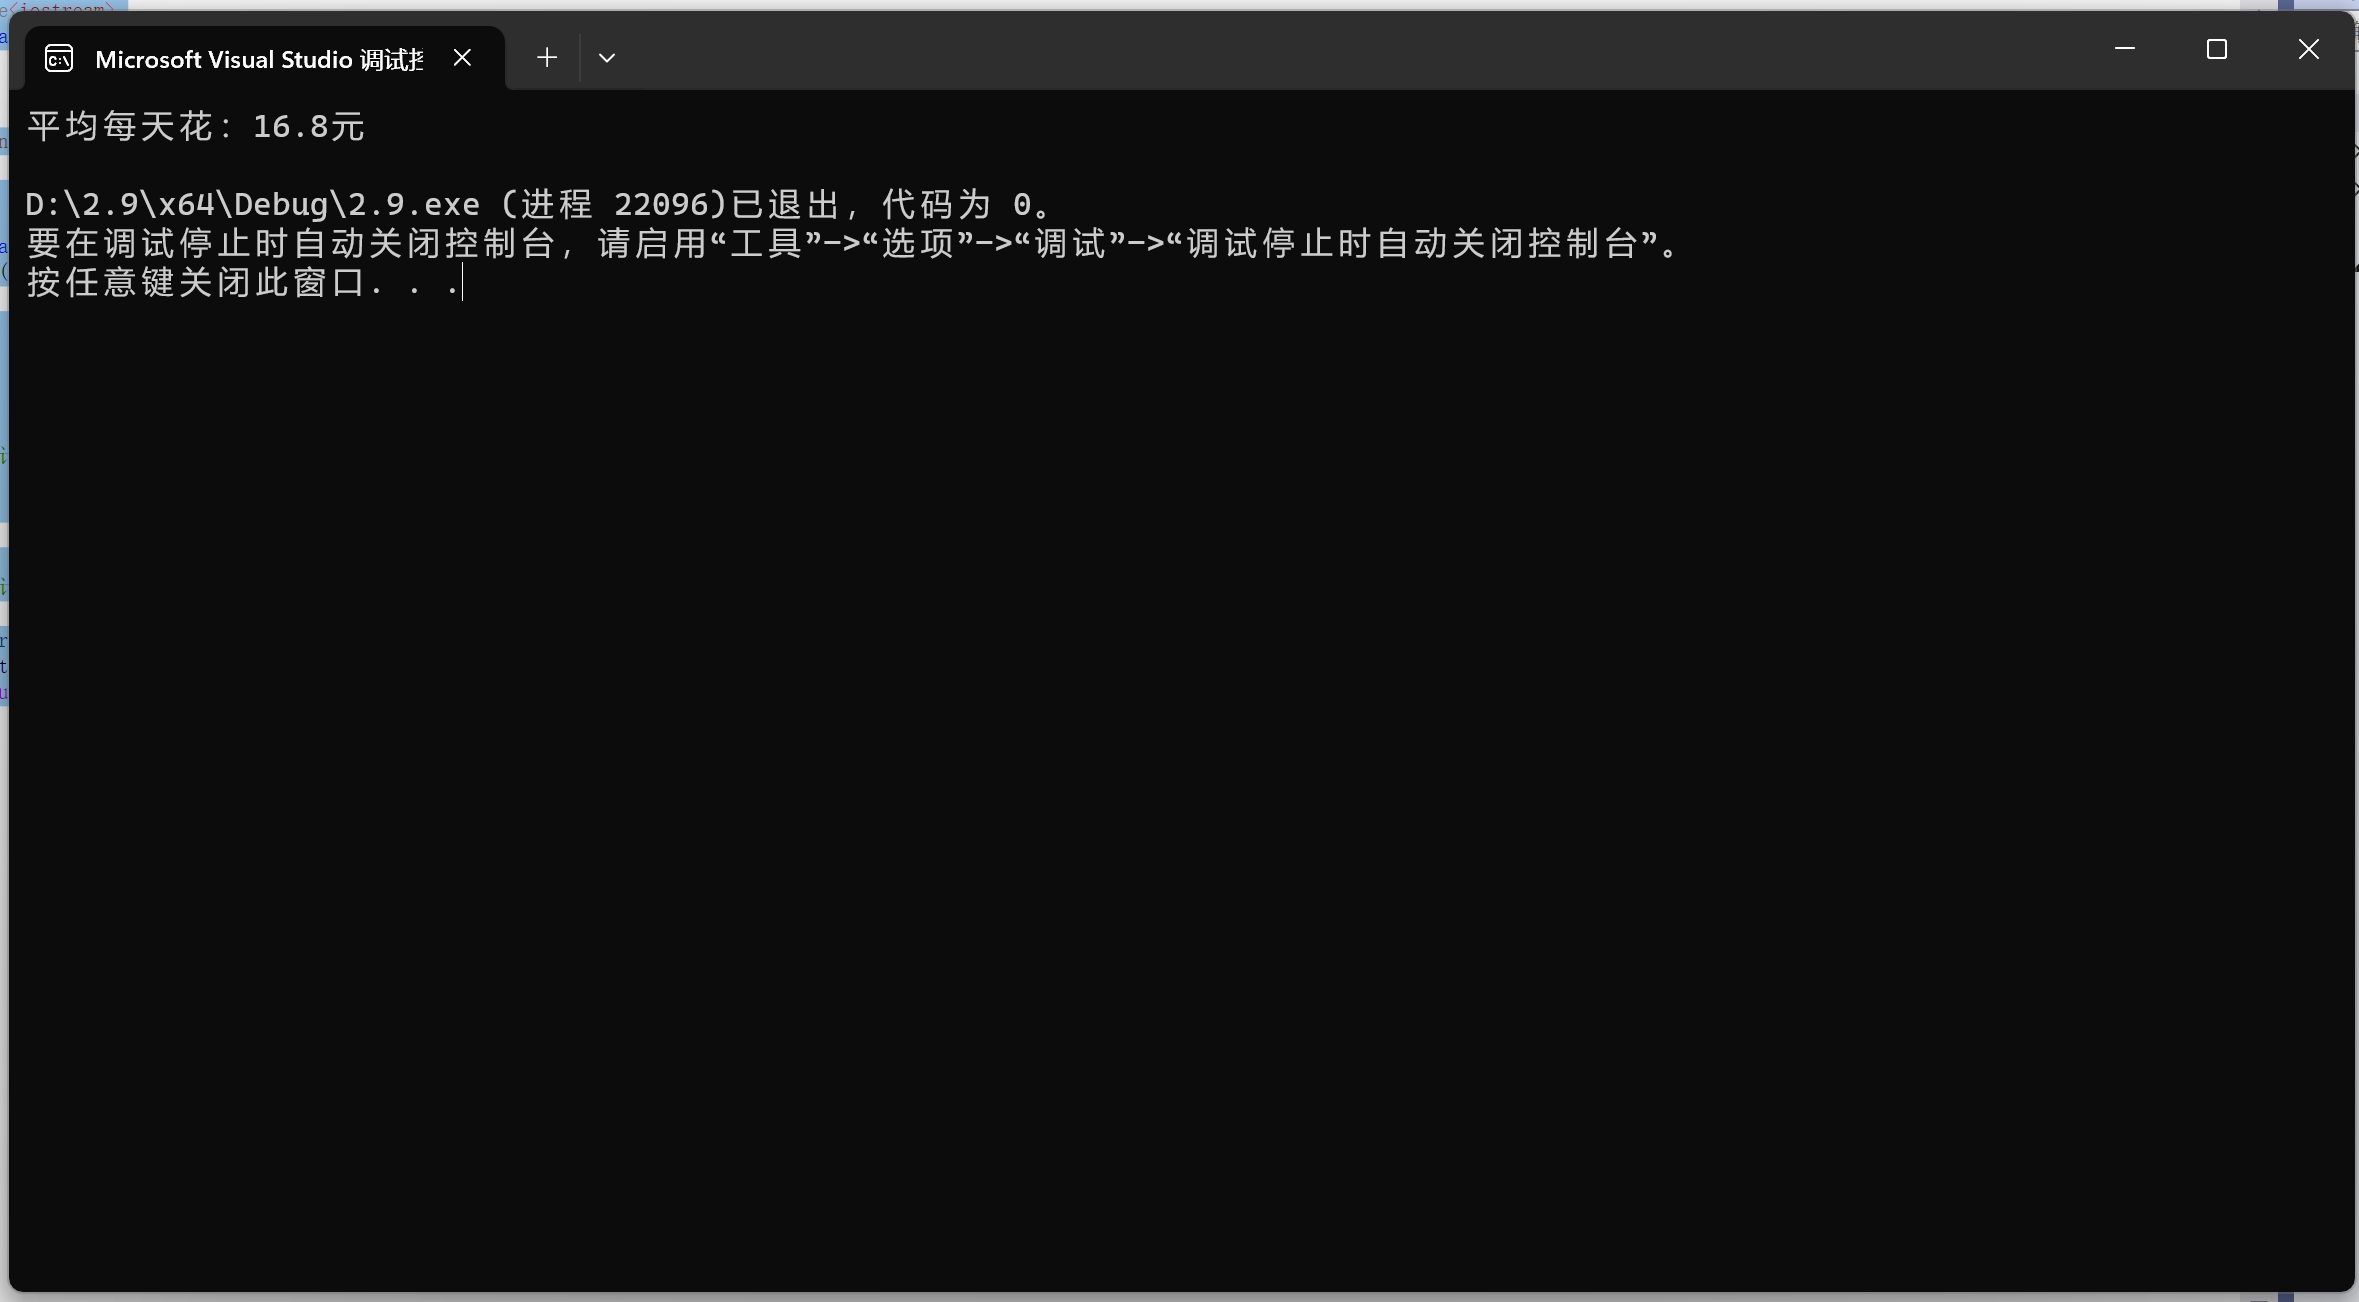 Microsoft Visual Studio 调试
平均每天花：16.8元
D:\2.9\x64\Debug\2.9.exe (进程 22096)已退出，代码为 0。
要在调试停止时自动关闭控制台，请启用“工具”->“选项”->“调试”->“调试停止时自动关闭控制台”。
按任意键关闭此窗口. . .